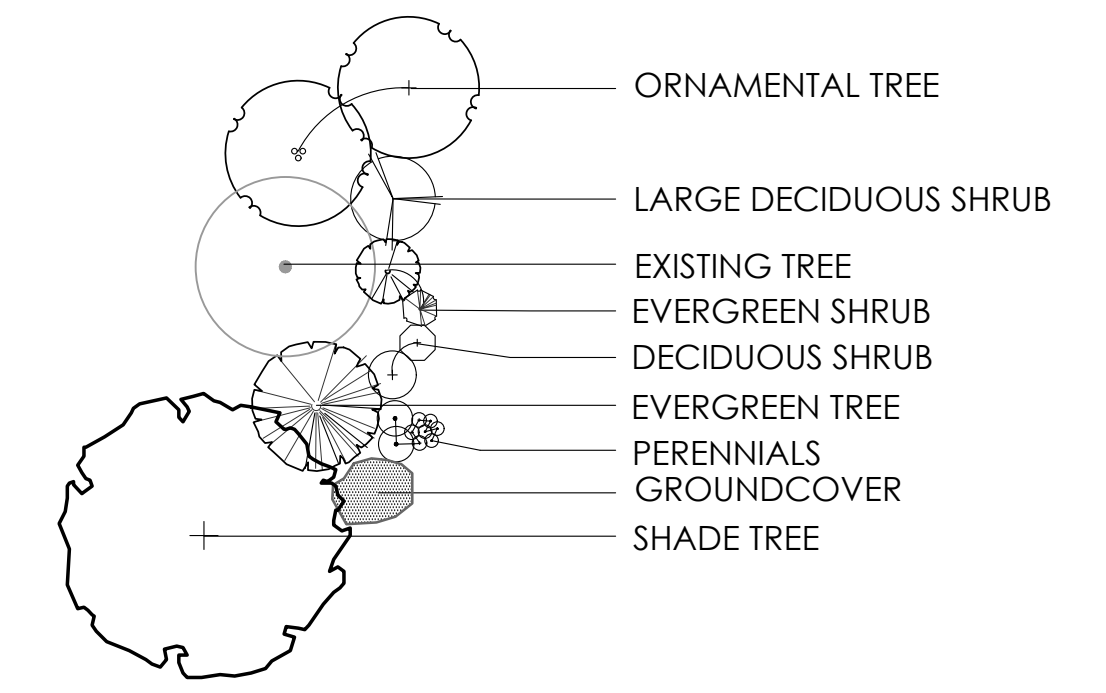 ORNAMENTAL TREE
LARGE DECIDUOUS SHRUB
EXISTING TREE
EVERGREEN SHRUB
DECIDUOUS SHRUB
EVERGREEN TREE
PERENNIALS
GROUNDCOVER
SHADE TREE